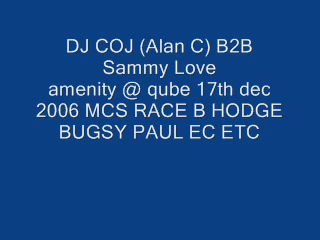 DJ COJ (Alan C) B2B
Sammy Love
amenity @ qube 17th dec
2006 MCS RACE B HODGE
BUGSY PAUL EC ETC